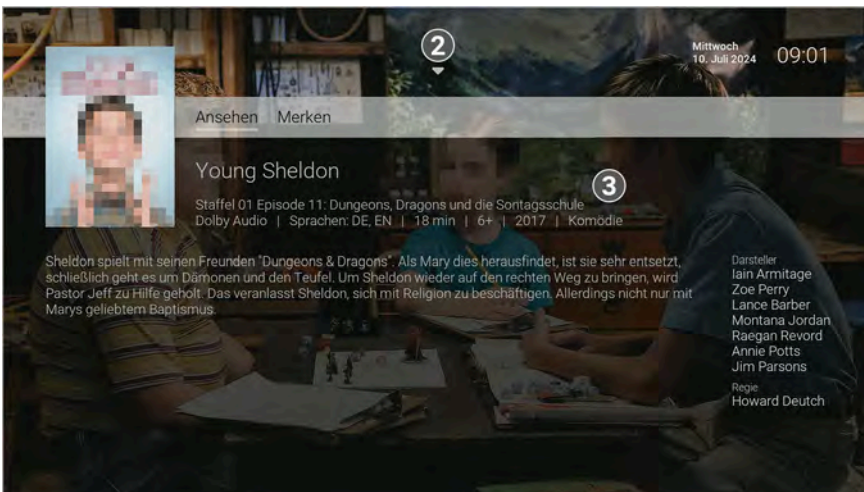 2
Mittwoch
10. Juli 2024
09:01
Ansehen Merken
Young Sheldon
3
Staffel 01 Episode 11: Dungeons, Dragons und die Sontagsschule
Dolby Audio | Sprachen: DE, EN | 18 min | 6+ | 2017 | Komödie
Sheldon spielt mit seinen Freunden "Dungeons & Dragons". Als Mary dies herausfindet, ist sie sehr entsetzt,
schließlich geht es um Dämonen und den Teufel. Um Sheldon wieder auf den rechten Weg zu bringen, wird
Pastor Jeff zu Hilfe geholt. Das veranlasst Sheldon, sich mit Religion zu beschäftigen. Allerdings nicht nur mit
Marys geliebtem Baptismus.
Darsteller
Iain Armitage
Zoe Perry
Lance Barber
Montana Jordan
Raegan Revord
Annie Potts
Jim Parsons
Regie
Howard Deutch